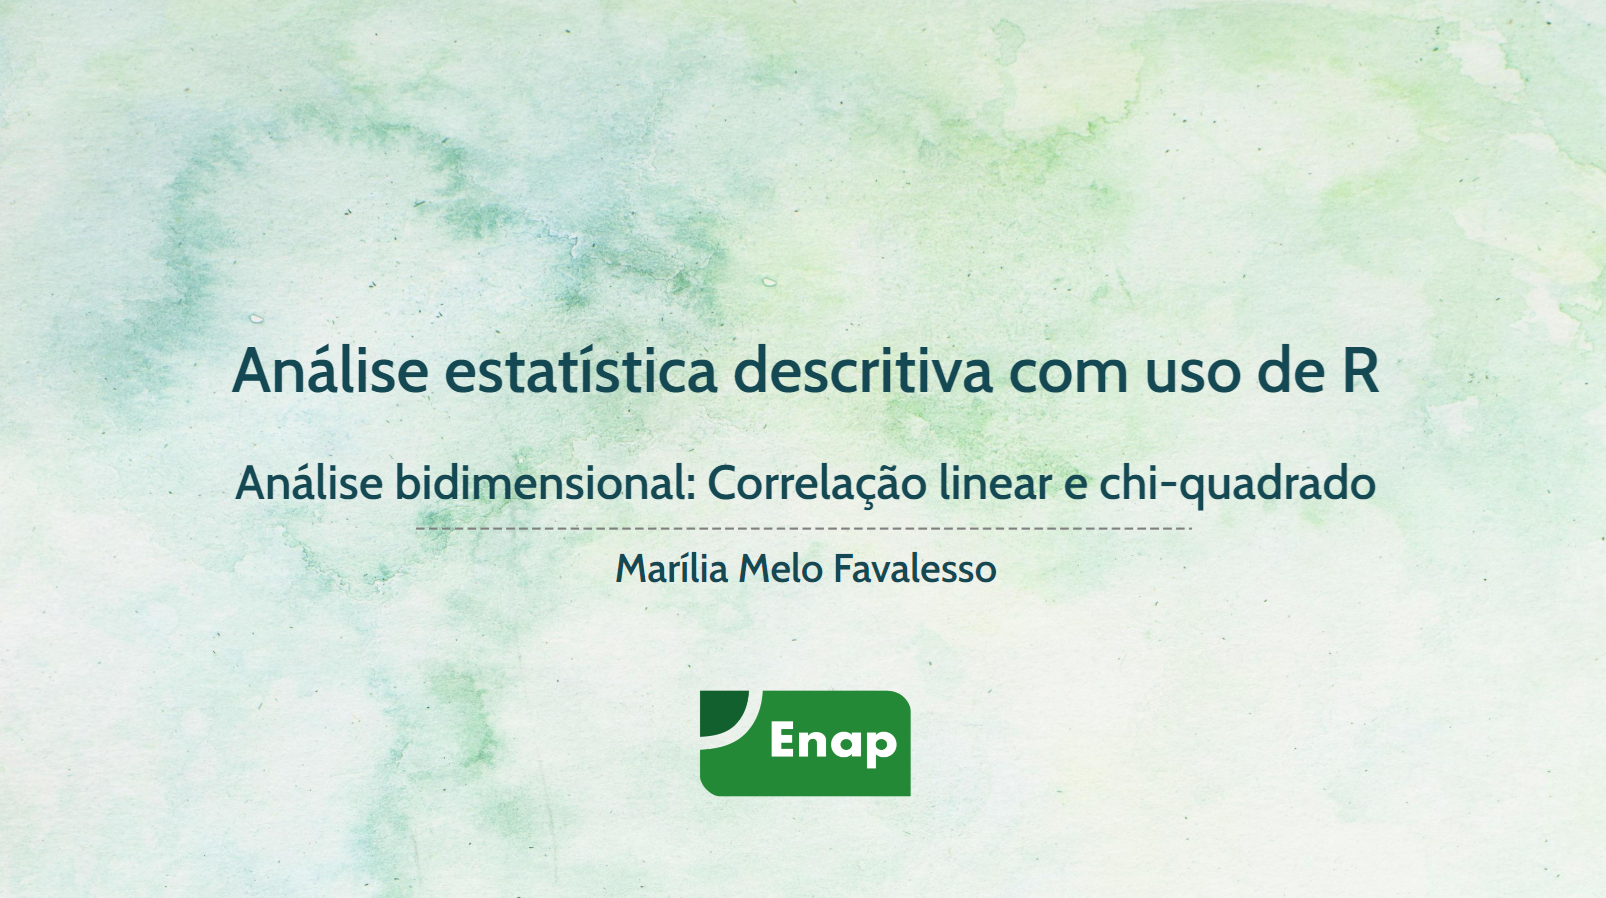 Análise estatística descritiva com uso de R
Análise bidimensional: Correlação linear e chi-quadrado
Marília Melo Favalesso
Enap